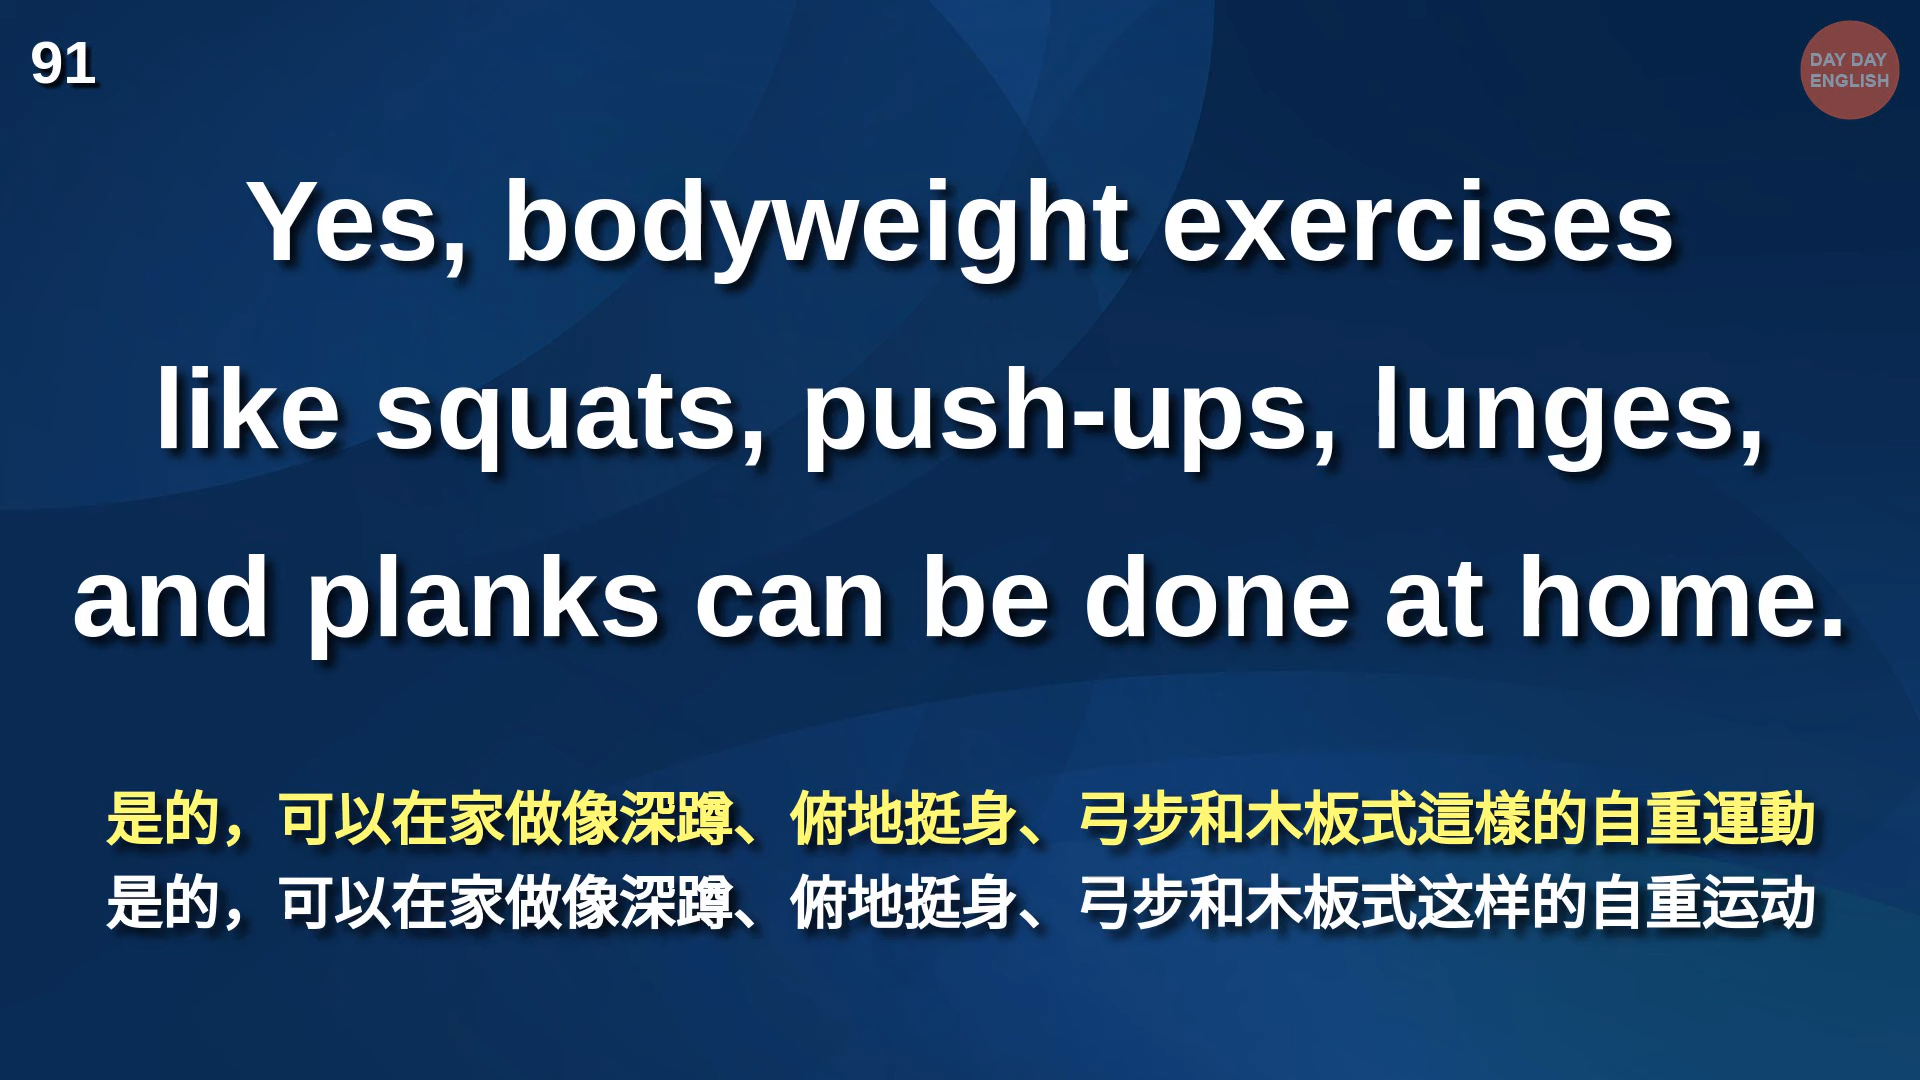 91
DAY DAY
ENGLISH
Yes, bodyweight exercises
like squats, push-ups, lunges,
and planks can be done at home.
是的，可以在家做像深蹲、俯地挺身、弓步和木板式這樣的自重運動
是的，可以在家做像深蹲、俯地挺身、弓步和木板式这样的自重运动